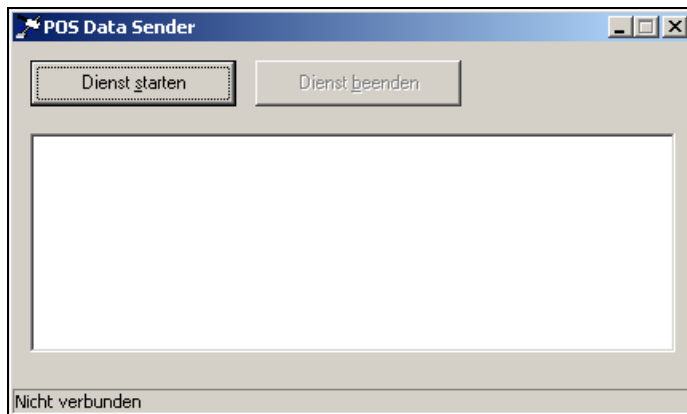 POS Data Sender
Dienst starten Dienst beenden
Nicht verbunden